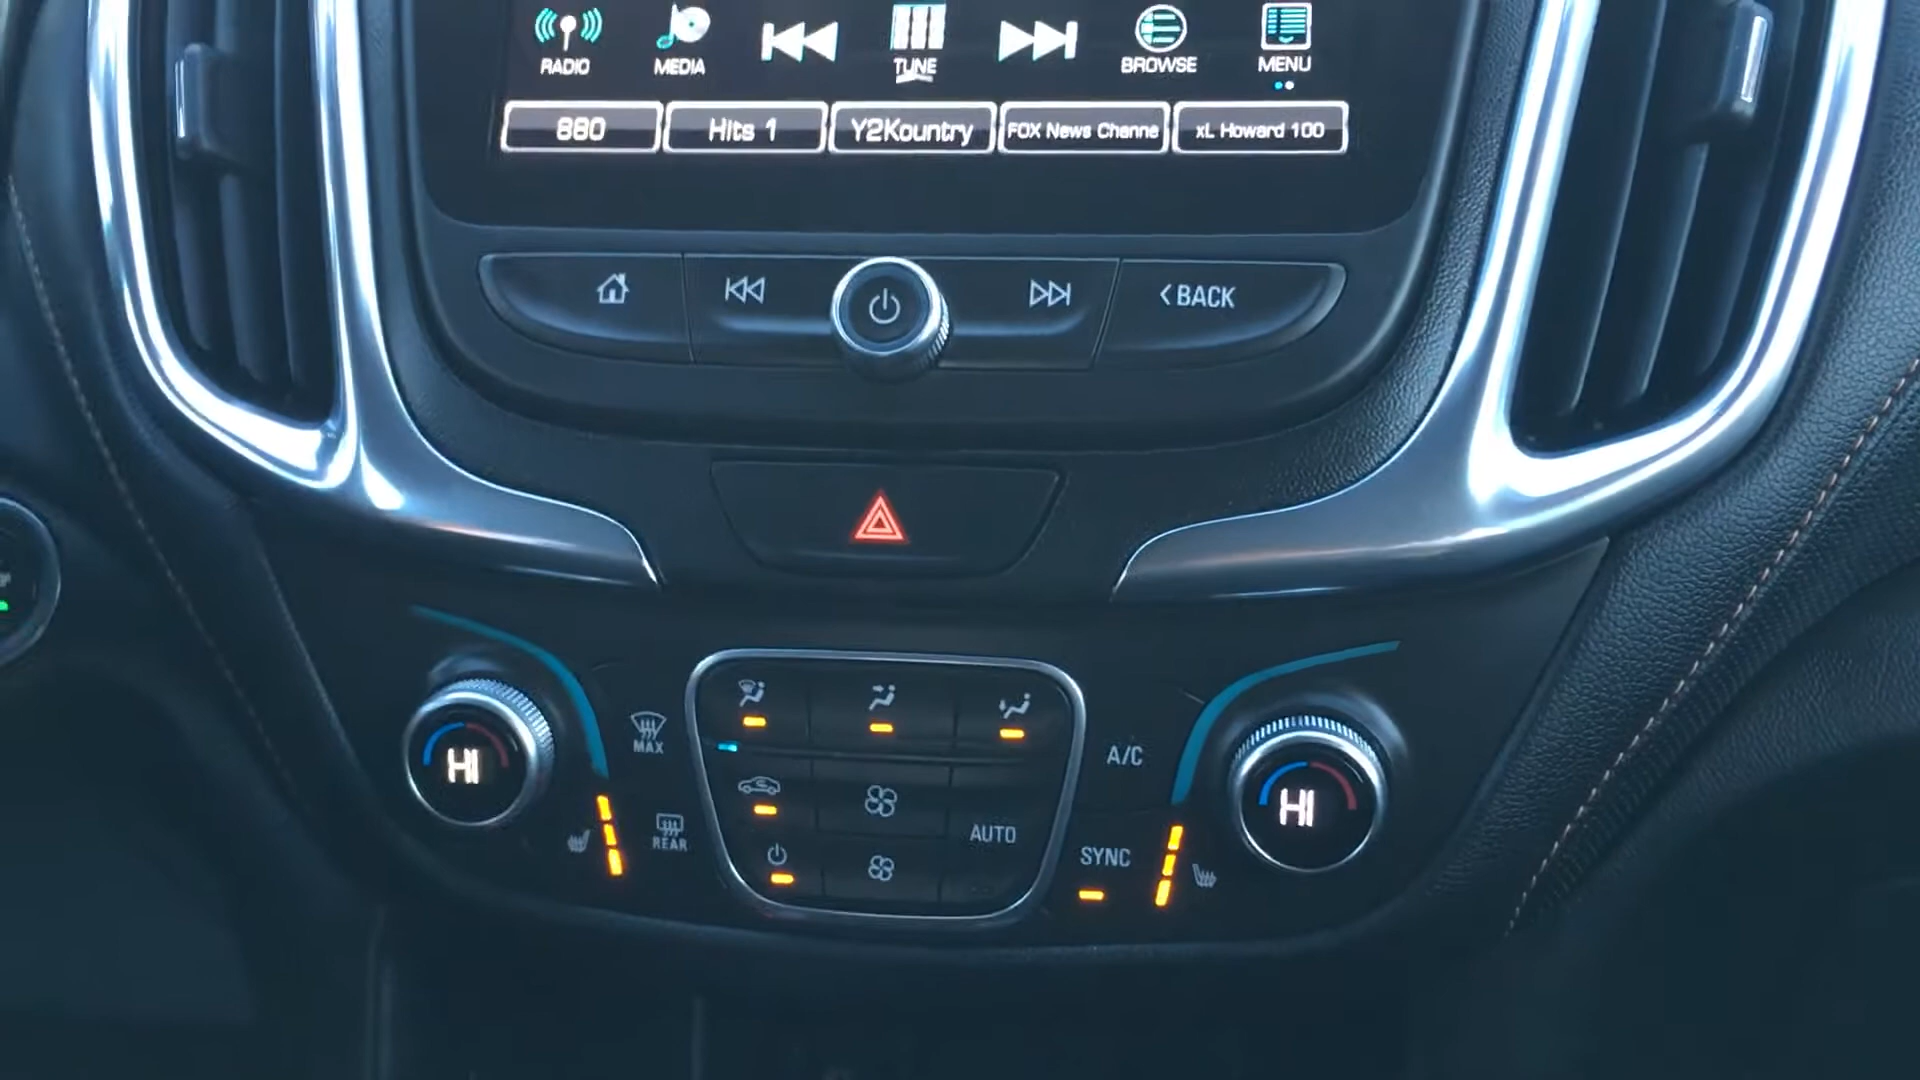 RADIO
MEDIA
TUNE
BROWSE
MENU
880
Hits 1
Y2Kountry
FOX News Channe
xL Howard 100
BACK
HI
MAX
REAR
AUTO
A/C
SYNC
HI